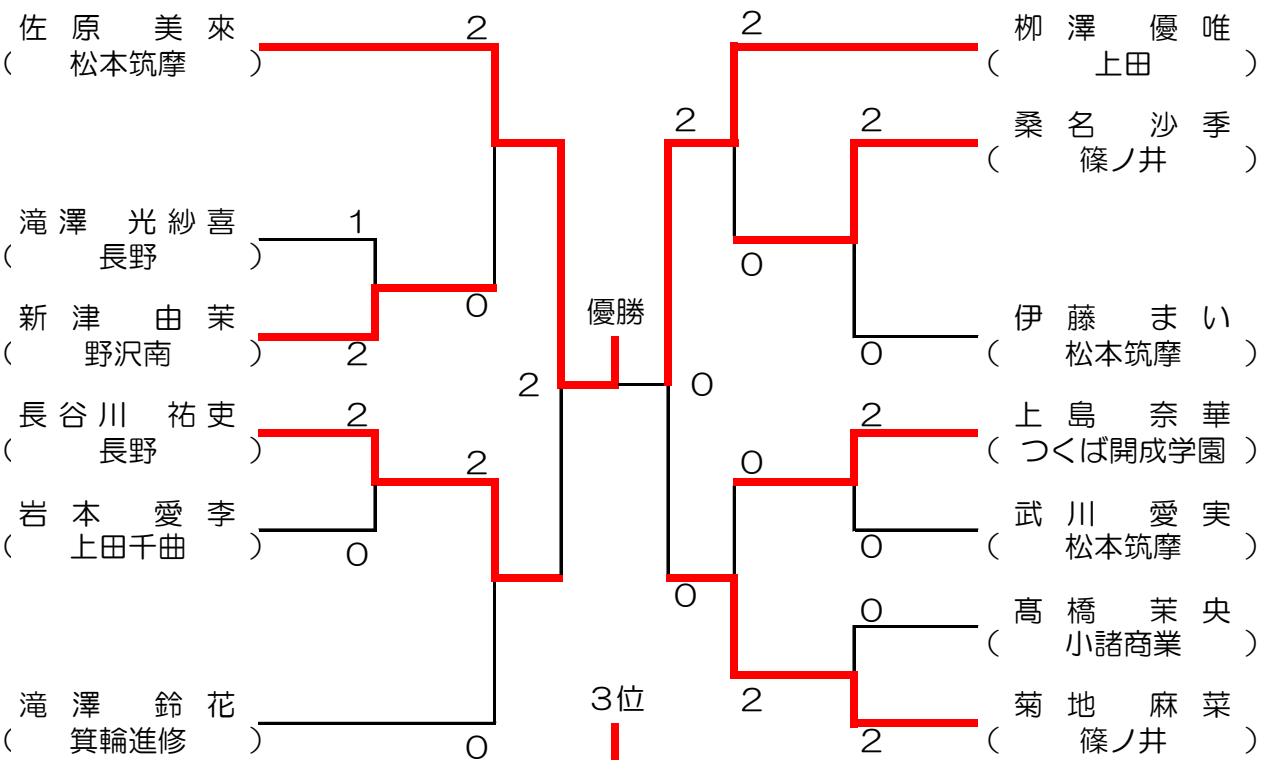 佐原 美來
( 松本筑摩 )
2
滝澤 光紗喜
( 長野 )
1
0
新津 由茉
( 野沢南 )
2
長谷川 祐吏
( 長野 )
2
2
岩本 愛李
( 上田千曲 )
0
滝澤 鈴花
( 箕輪進修 )
0
優勝
2
0
3位
2
栁澤 優唯
( 上田 )
2
2
桑名 沙季
( 篠ノ井 )
0
伊藤 まい
0
( 松本筑摩 )
2
上島 奈華
( つくば開成学園 )
0
武川 愛実
0
( 松本筑摩 )
0
0
髙橋 茉央
( 小諸商業 )
2
菊地 麻菜
2
( 篠ノ井 )